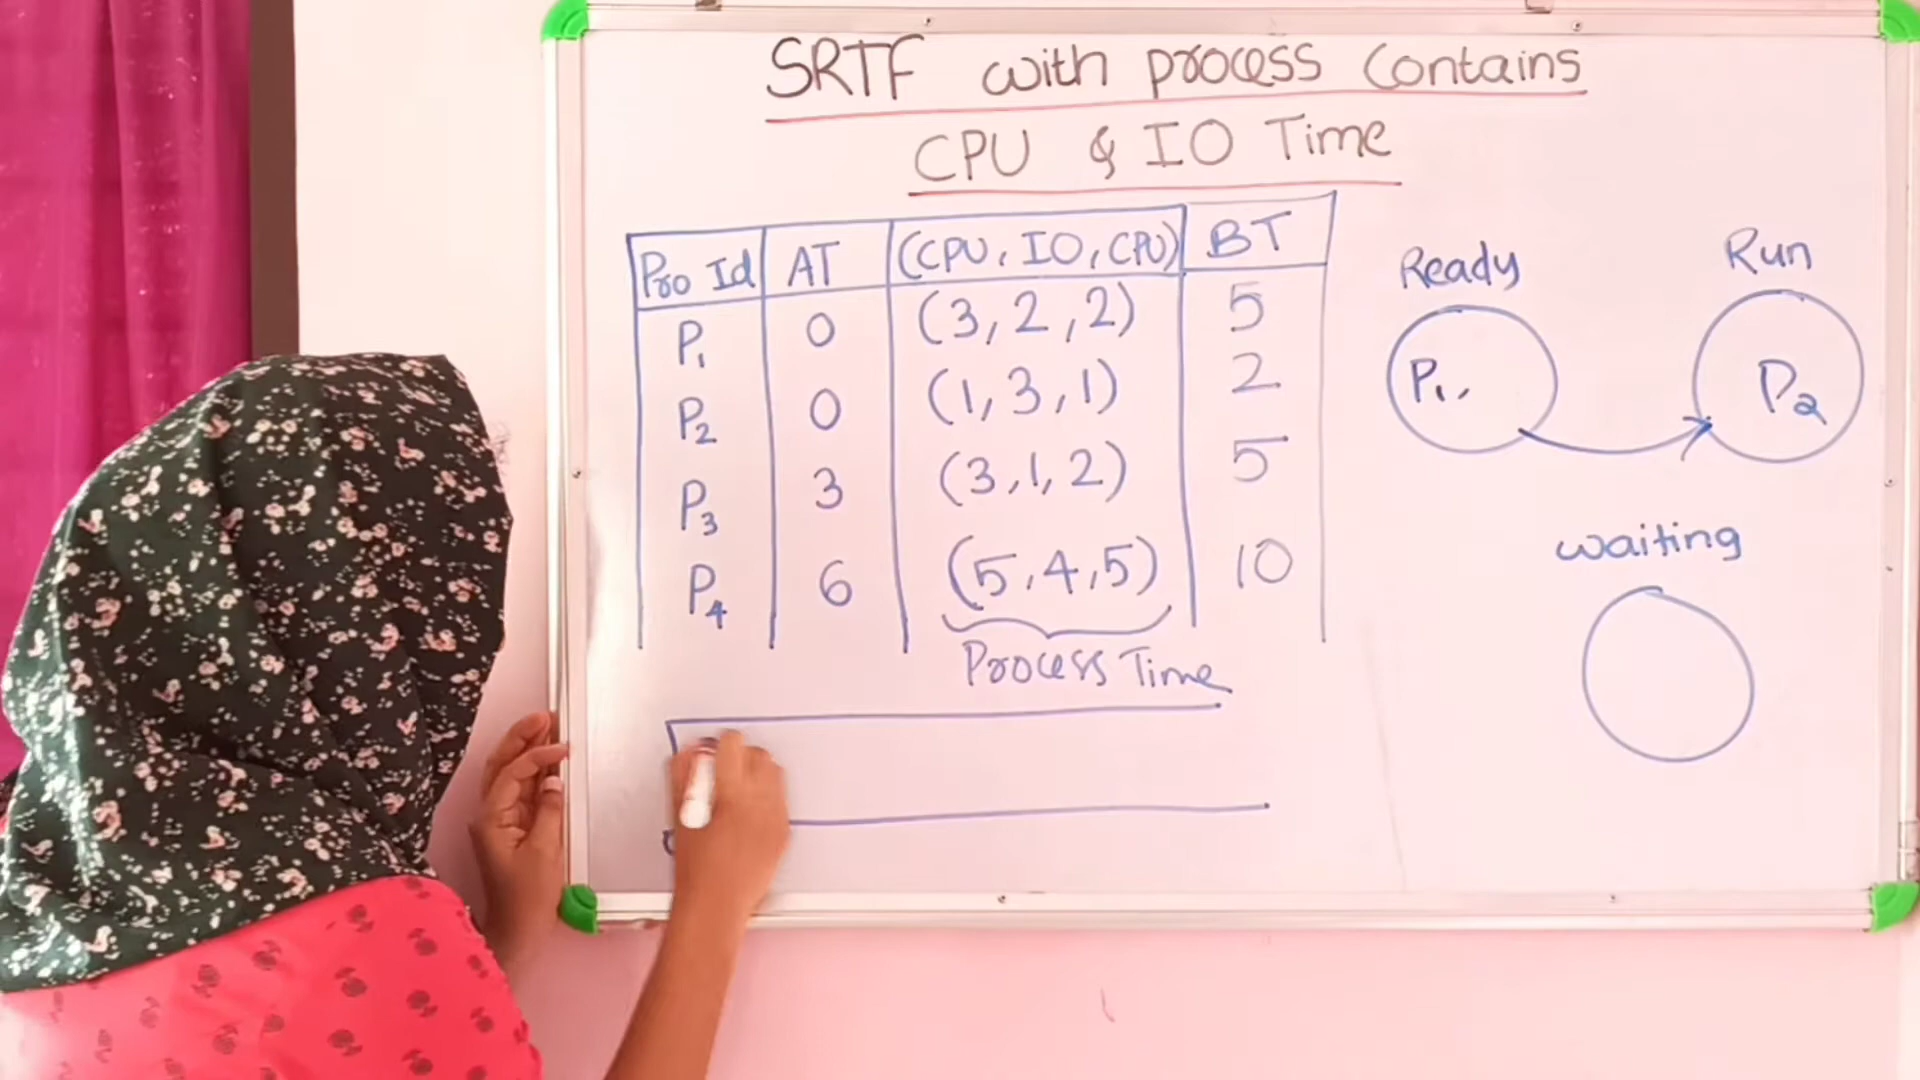 SRTF with process contains
CPU & IO Time
Pro Id AT (CPU, IO, CPU) BT
P1 0 (3, 2, 2) 5
P2 0 (1, 3, 1) 2
P3 3 (3, 1, 2) 5
P4 6 (5, 4, 5) 10
Process Time
Ready Run
P1, P2
waiting